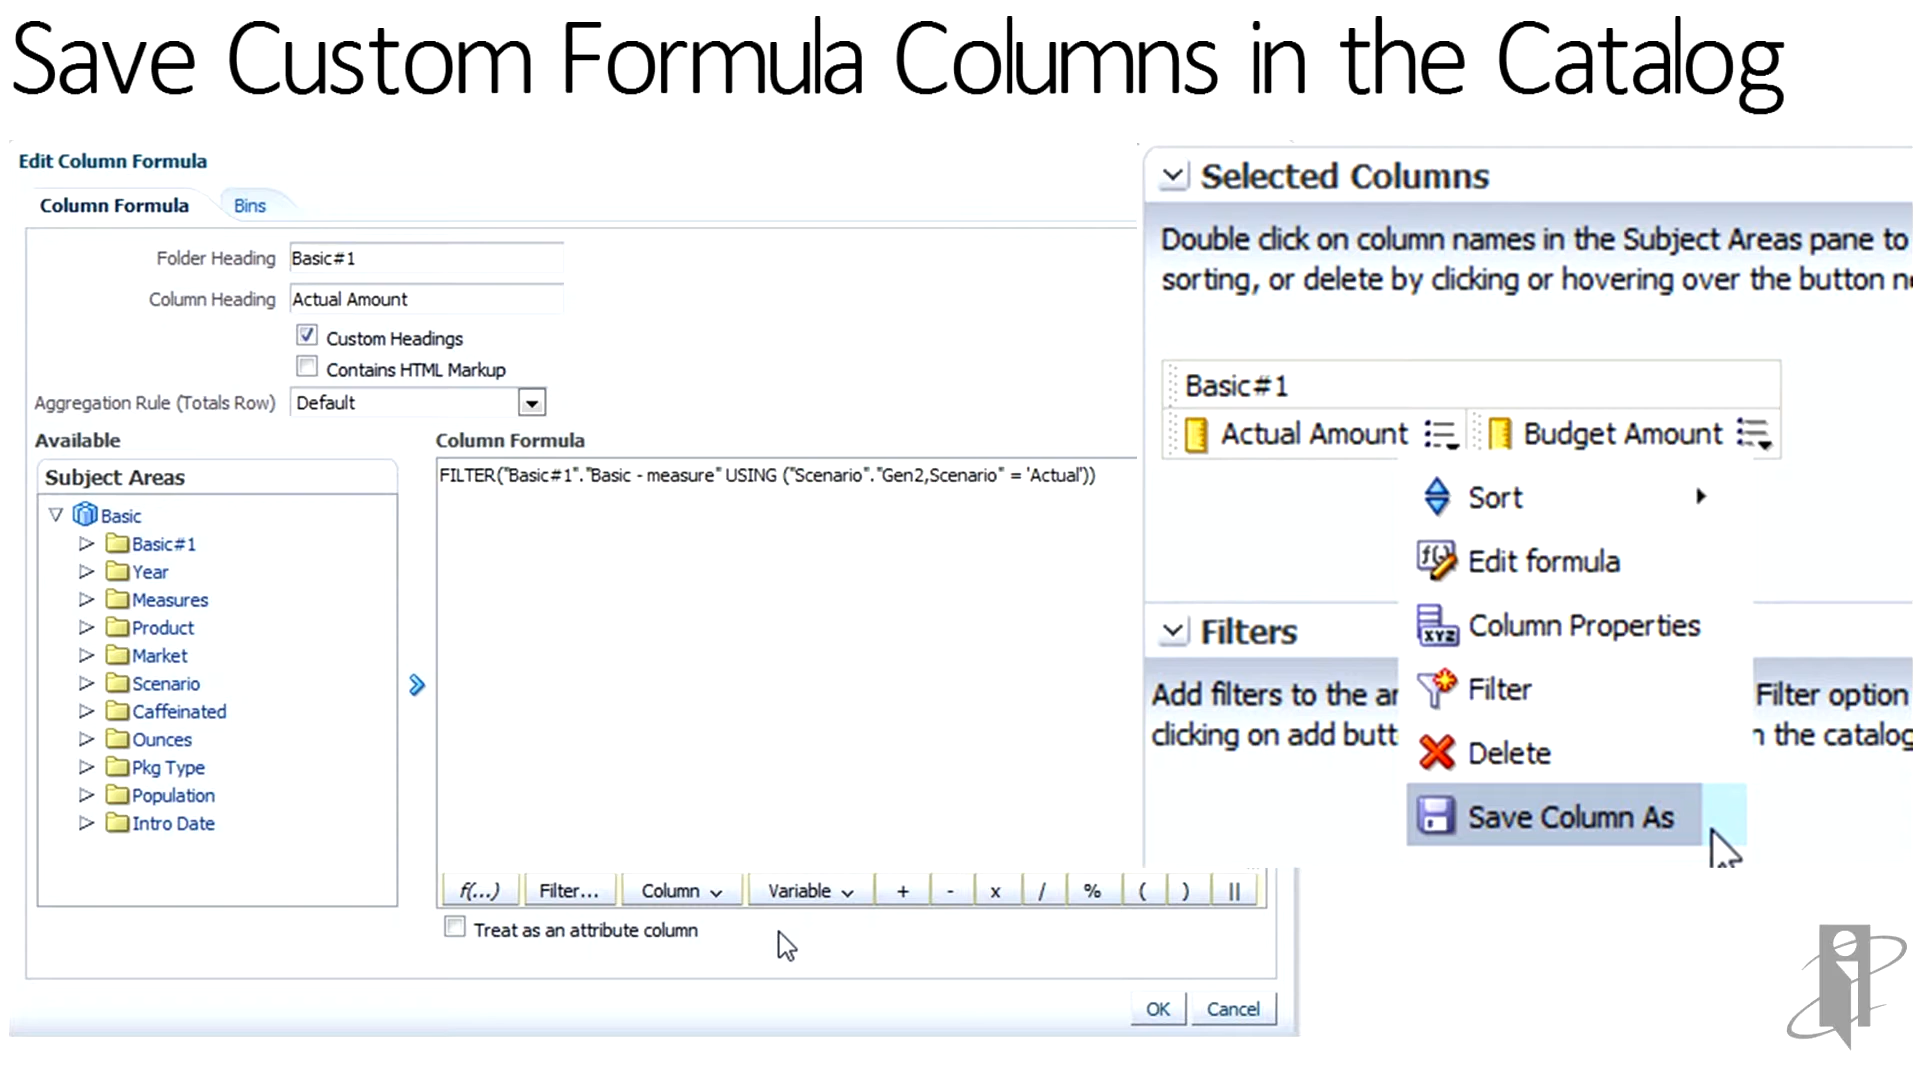 Save Custom Formula Columns in the Catalog
Edit Column Formula
Column Formula
Bins
Folder Heading
Basic#1
Column Heading
Actual Amount
Custom Headings
Contains HTML Markup
Aggregation Rule (Totals Row)
Default
Available
Subject Areas
Basic
Basic#1
Year
Measures
Product
Market
Scenario
Caffeinated
Ounces
Pkg Type
Population
Intro Date
Column Formula
FILTER("Basic#1"."Basic - measure" USING ("Scenario"."Gen2,Scenario" = 'Actual'))
f(...)
Filter...
Column
Variable
+
-
x
/
%
(
)
||
Treat as an attribute column
OK
Cancel
Selected Columns
Double click on column names in the Subject Areas pane to
sorting, or delete by clicking or hovering over the button
Basic#1
Actual Amount
Budget Amount
Sort
Edit formula
Column Properties
Filter
Delete
Save Column As
Filters
Add filters to the
Filter option
clicking on add
the catalog